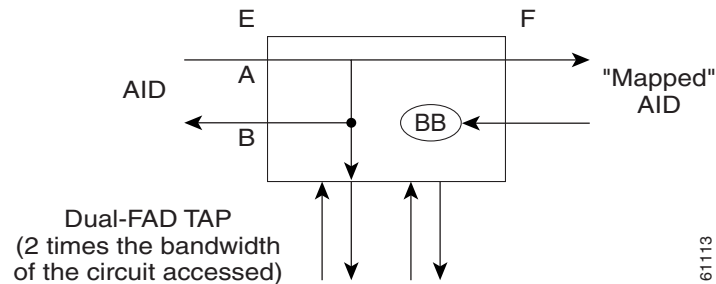 E
F
A
AID
B
BB
"Mapped"
AID
Dual-FAD TAP
(2 times the bandwidth
of the circuit accessed)
61113